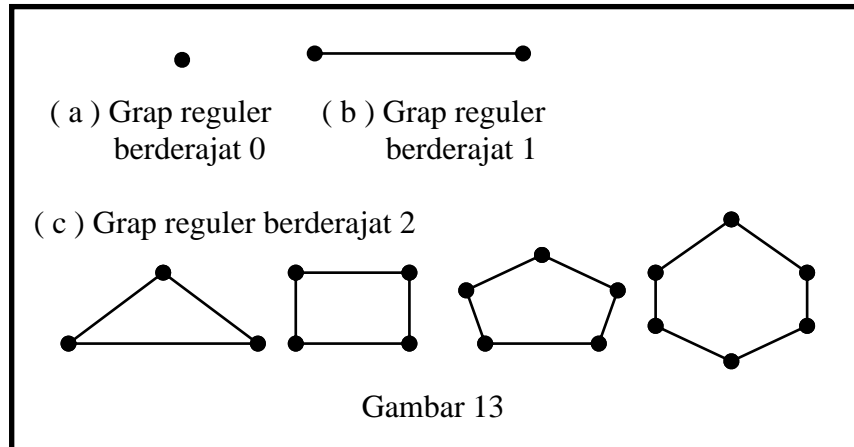 ( a ) Grap reguler
berderajat 0
( b ) Grap reguler
berderajat 1
( c ) Grap reguler berderajat 2
Gambar 13